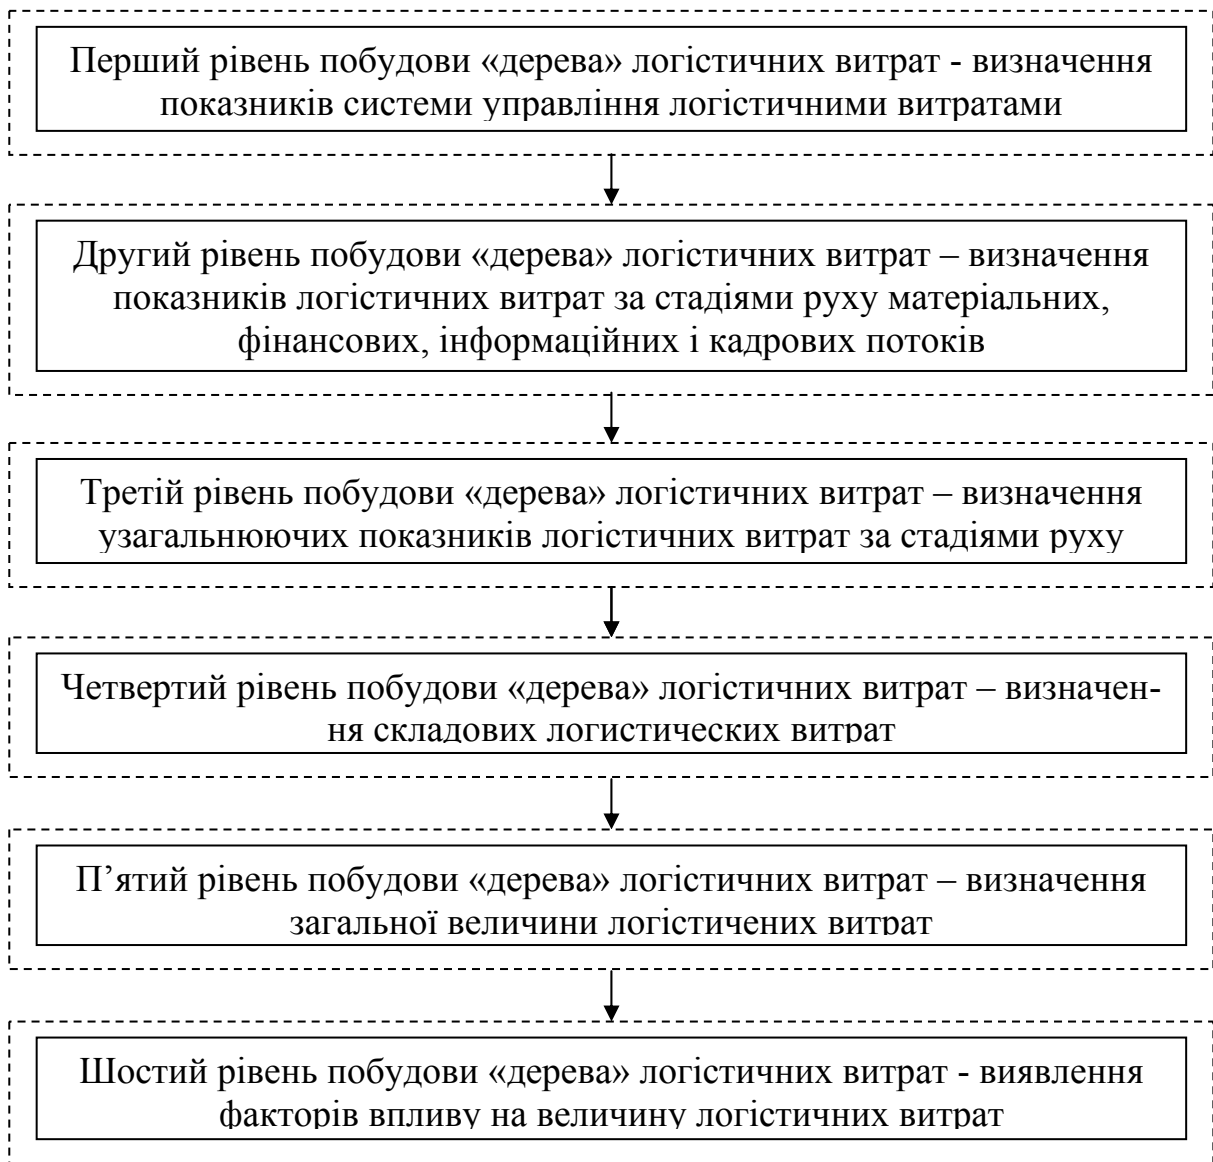 Перший рівень побудови «дерева» логістичних витрат - визначення
показників системи управління логістичними витратами
Другий рівень побудови «дерева» логістичних витрат – визначення
показників логістичних витрат за стадіями руху матеріальних,
фінансових, інформаційних і кадрових потоків
Третій рівень побудови «дерева» логістичних витрат – визначення
узагальнюючих показників логістичних витрат за стадіями руху
Четвертий рівень побудови «дерева» логістичних витрат – визначен-
ня складових логистических витрат
П’ятий рівень побудови «дерева» логістичних витрат – визначення
загальної величини логістичених витрат
Шостий рівень побудови «дерева» логістичних витрат - виявлення
факторів впливу на величину логістичних витрат